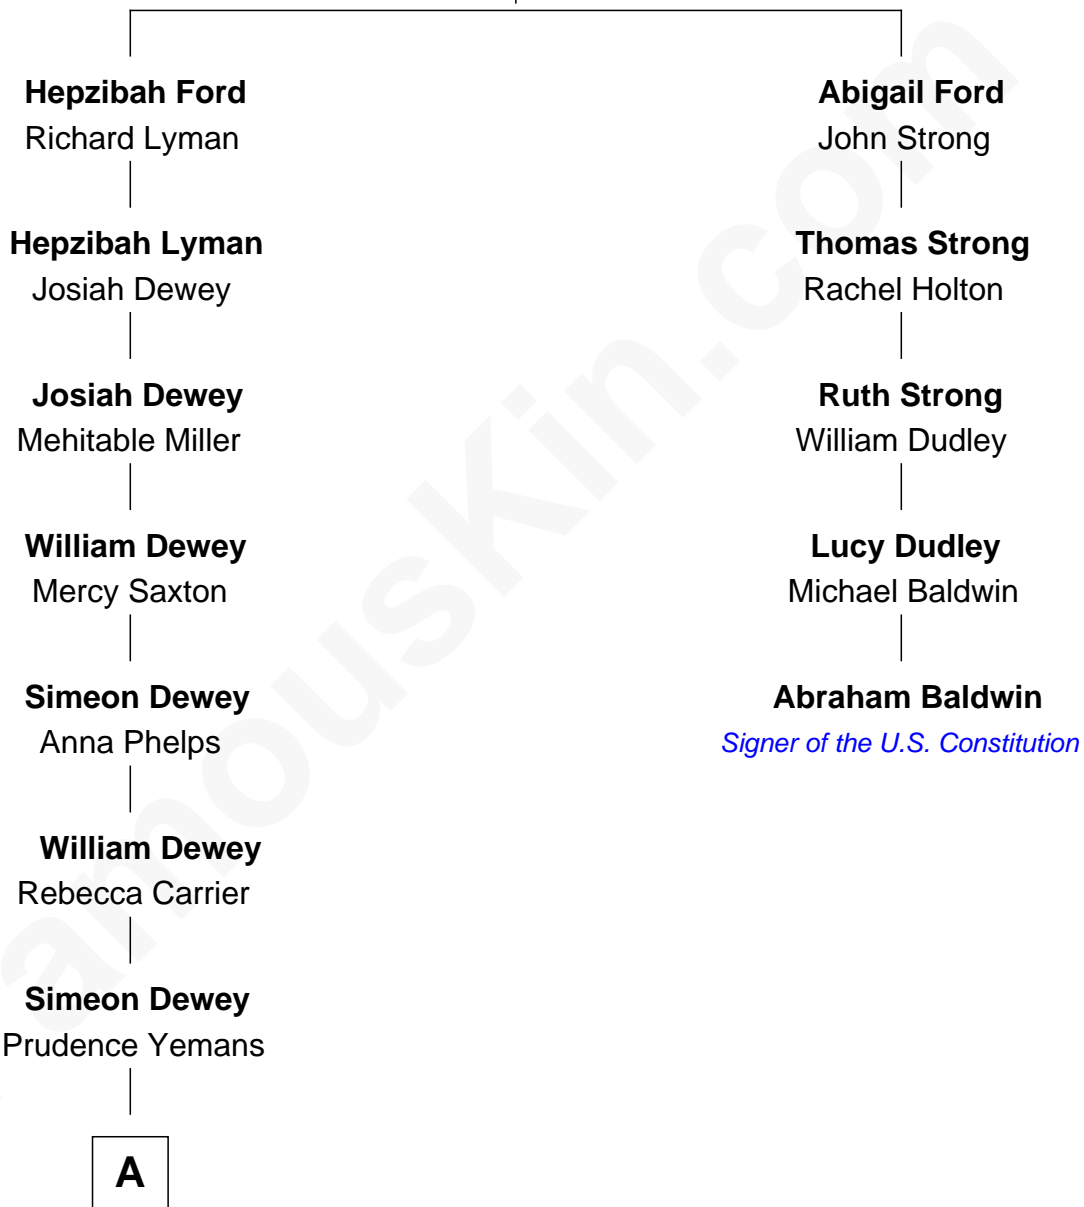 Hepzibah Ford
Richard Lyman
Hepzibah Lyman
Josiah Dewey
Josiah Dewey
Mehitable Miller
William Dewey
Mercy Saxton
Simeon Dewey
Anna Phelps
William Dewey
Rebecca Carrier
Simeon Dewey
Prudence Yemans
A
Abigail Ford
John Strong
Thomas Strong
Rachel Holton
Ruth Strong
William Dudley
Lucy Dudley
Michael Baldwin
Abraham Baldwin
Signer of the U.S. Constitution
amouskin.com